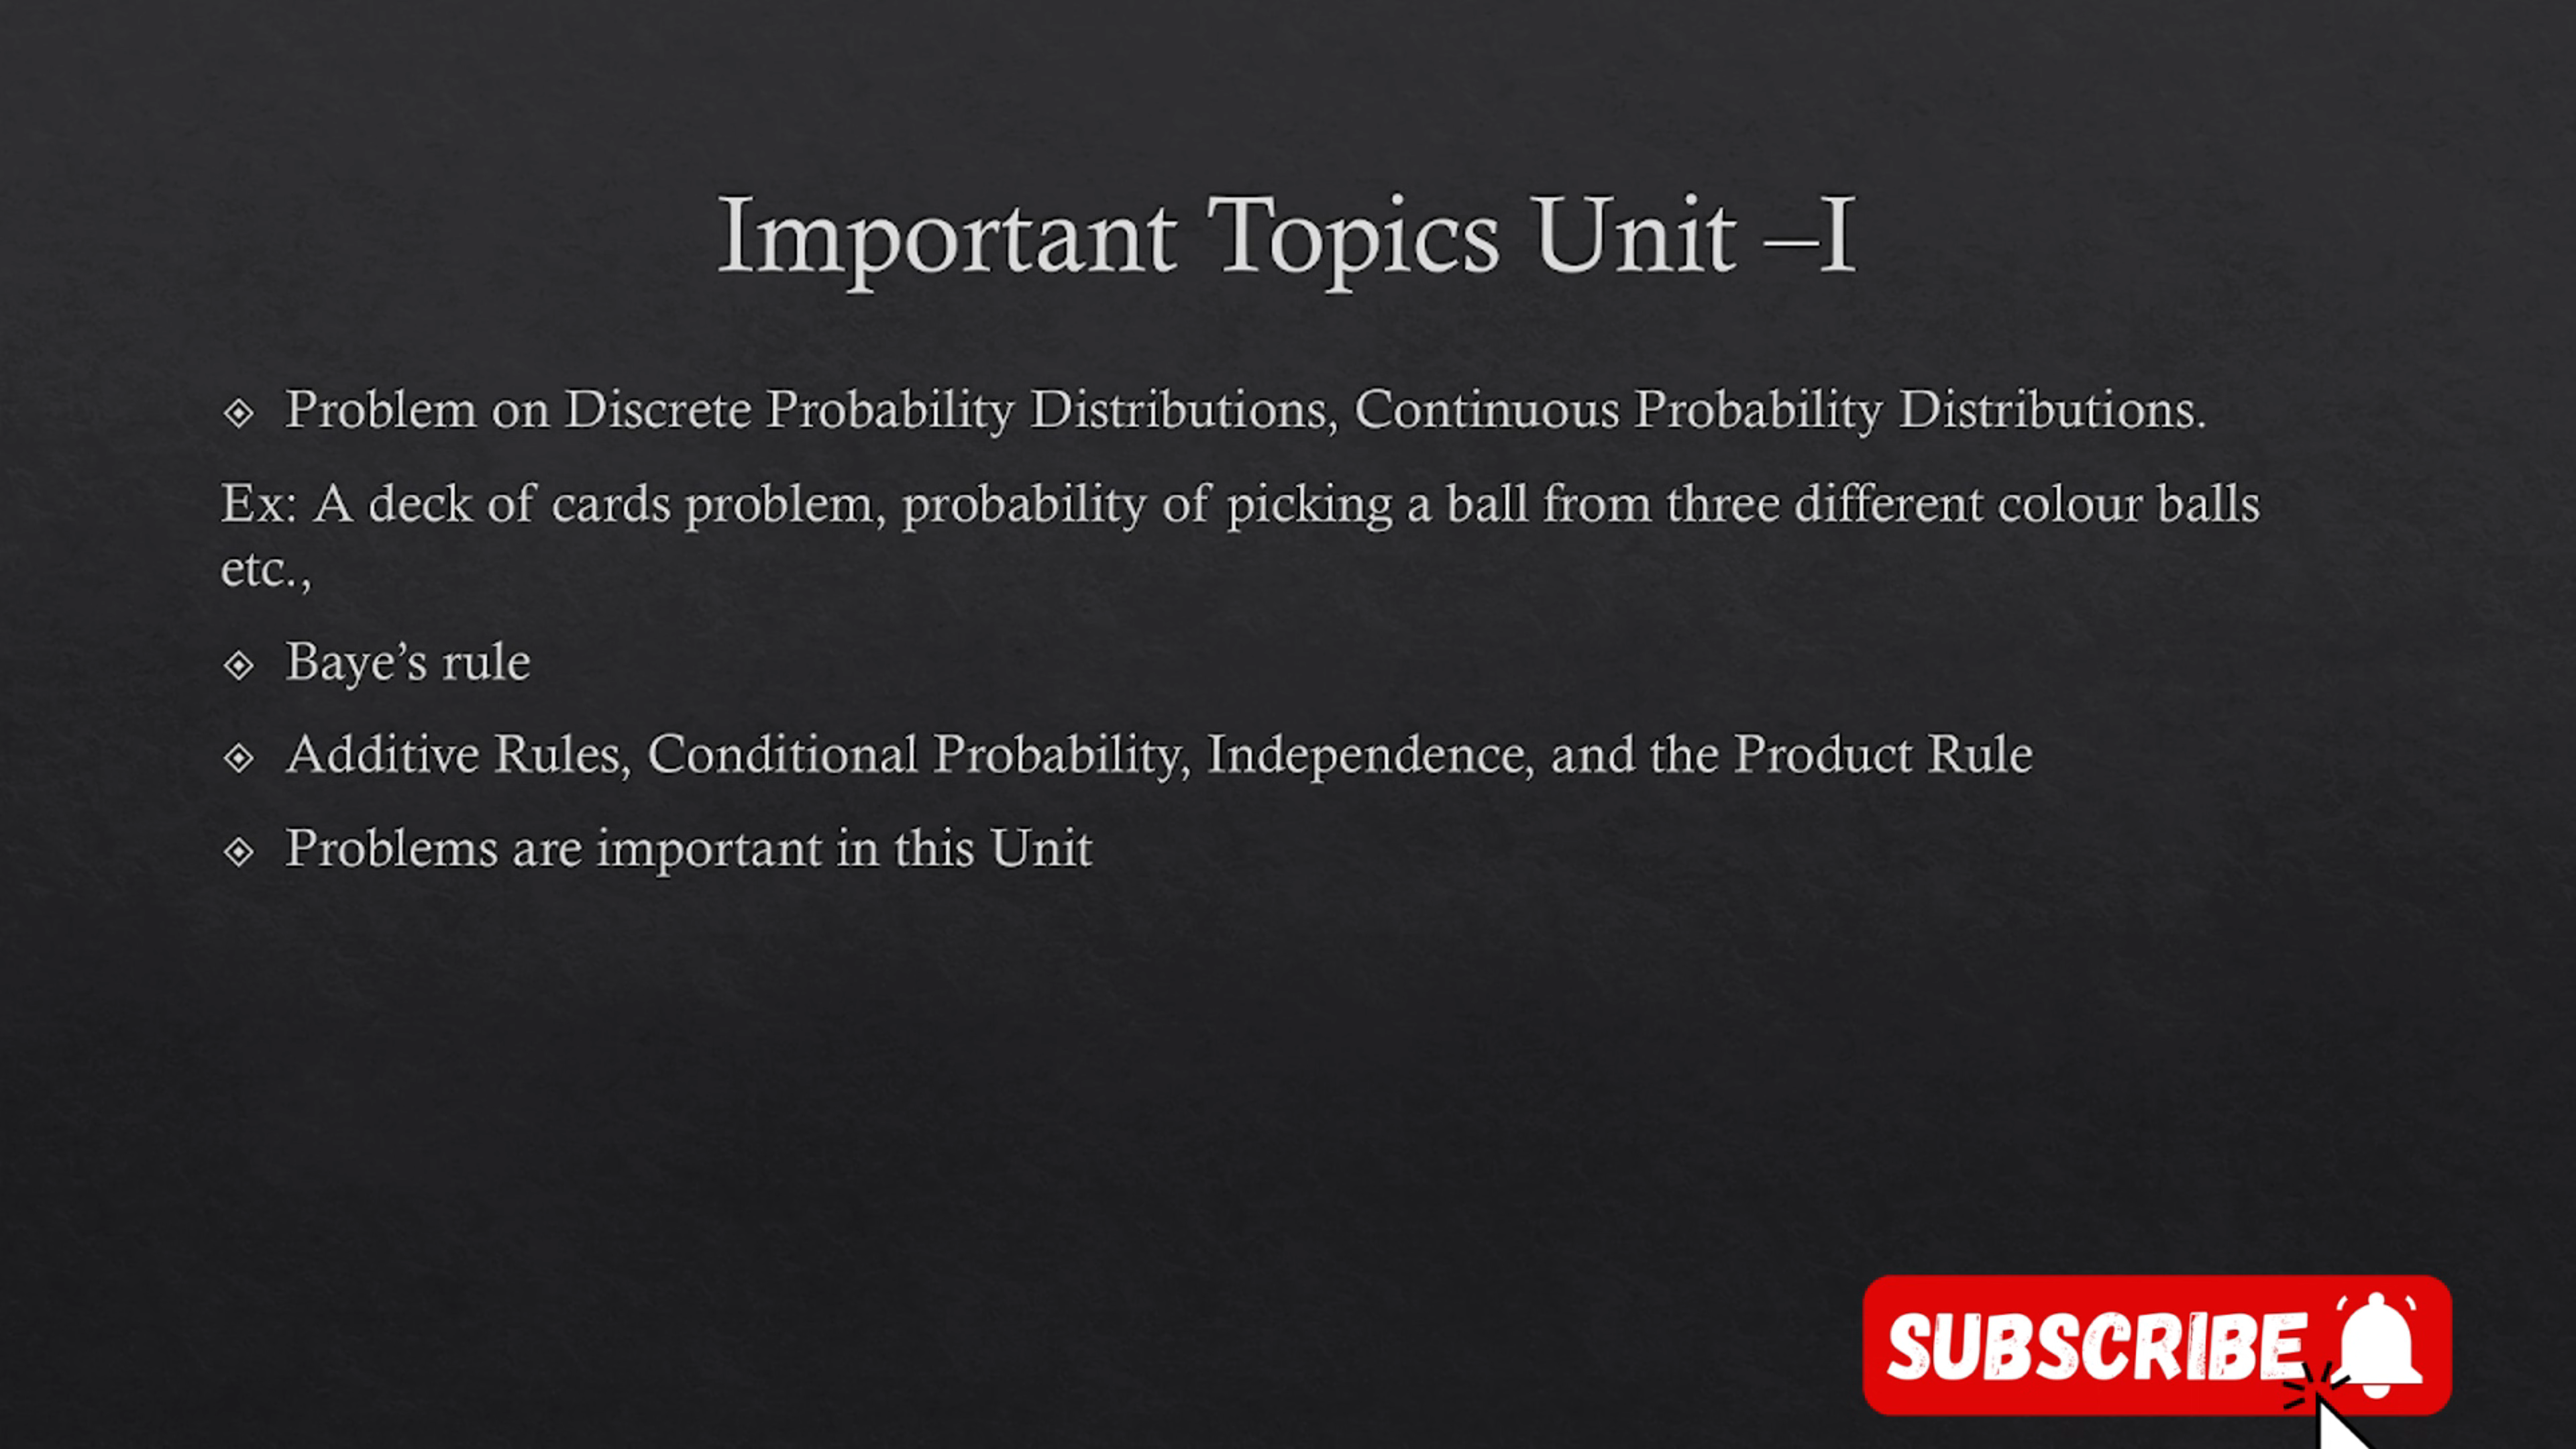 Important Topics Unit –I
Problem on Discrete Probability Distributions, Continuous Probability Distributions.
Ex: A deck of cards problem, probability of picking a ball from three different colour balls
etc.,
Baye’s rule
Additive Rules, Conditional Probability, Independence, and the Product Rule
Problems are important in this Unit
SUBSCRIBE